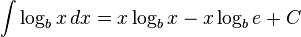 ∫ log_b x dx = x log_b x − x log_b e + C